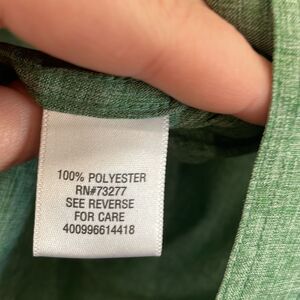 100% POLYESTER
RN#73277
SEE REVERSE
FOR CARE
400996614418